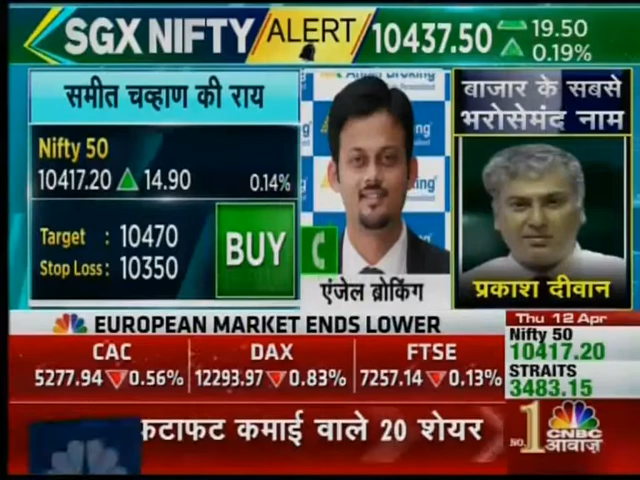 SGX NIFTY
ALERT
10437.50
19.50
0.19%
समीत चव्हाण की राय
Nifty 50
10417.20 14.90 0.14%
Target : 10470
Stop Loss: 10350
BUY
एंजेल ब्रोकिंग
बाजार के सबसे
भरोसेमंद नाम
प्रकाश दीवान
EUROPEAN MARKET ENDS LOWER
CAC
5277.94 0.56%
DAX
12293.97 0.83%
FTSE
7257.14 0.13%
Thu 12 Apr
Nifty 50
10417.20
STRAITS
3483.15
फटाफट कमाई वाले 20 शेयर
NO. 1
CNBC
आवाज़